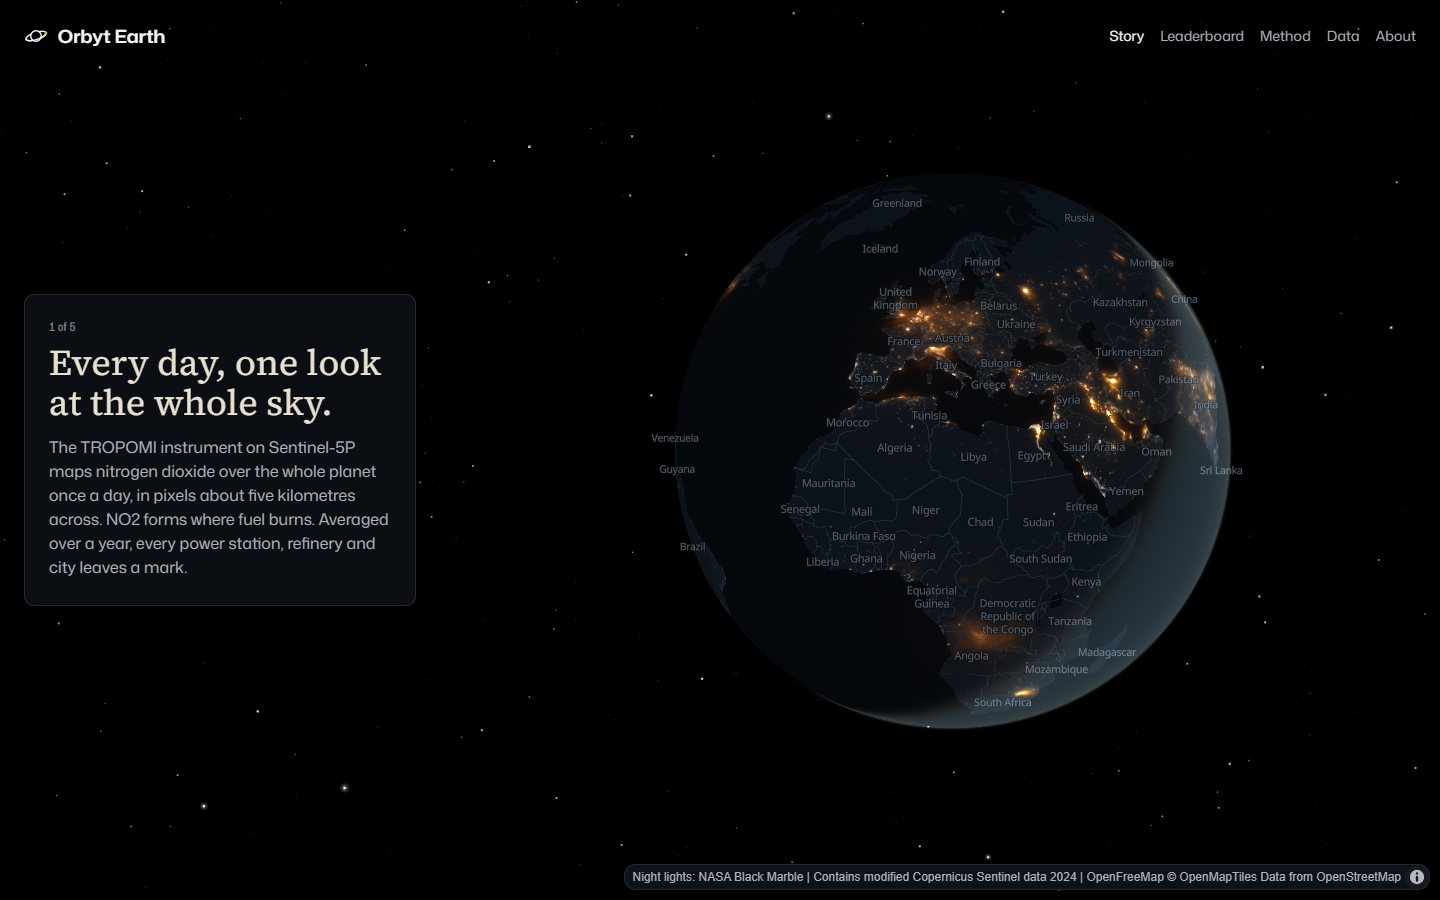 Orbyt Earth
Story
Leaderboard
Method
Data
About
1 of 5
Every day, one look
at the whole sky.
The TROPOMI instrument on Sentinel-5P
maps nitrogen dioxide over the whole planet
once a day, in pixels about five kilometres
across. NO2 forms where fuel burns. Averaged
over a year, every power station, refinery and
city leaves a mark.
Greenland
Russia
Iceland
Finland
Norway
Mongolia
United
Kingdom
China
Kazakhstan
Belarus
Ukraine
Kyrgyzstan
France
Austria
Turkmenistan
Italy
Bulgaria
Spain
Greece
Turkey
Pakistan
Syria
Iran
India
Morocco
Tunisia
Israel
Venezuela
Algeria
Libya
Egypt
Saudi Arabia
Oman
Guyana
Sri Lanka
Mauritania
Yemen
Senegal
Mali
Niger
Chad
Sudan
Eritrea
Burkina Faso
Ethiopia
Brazil
Liberia
Ghana
Nigeria
South Sudan
Kenya
Equatorial
Guinea
Democratic
Republic of
the Congo
Tanzania
Angola
Madagascar
Mozambique
South Africa
Night lights: NASA Black Marble | Contains modified Copernicus Sentinel data 2024 | OpenFreeMap © OpenMapTiles Data from OpenStreetMap